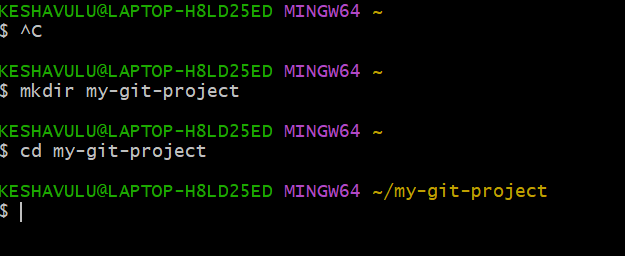 KESHAVULU@LAPTOP-H8LD25ED MINGW64 ~
$ ^C
KESHAVULU@LAPTOP-H8LD25ED MINGW64 ~
$ mkdir my-git-project
KESHAVULU@LAPTOP-H8LD25ED MINGW64 ~
$ cd my-git-project
KESHAVULU@LAPTOP-H8LD25ED MINGW64 ~/my-git-project
$